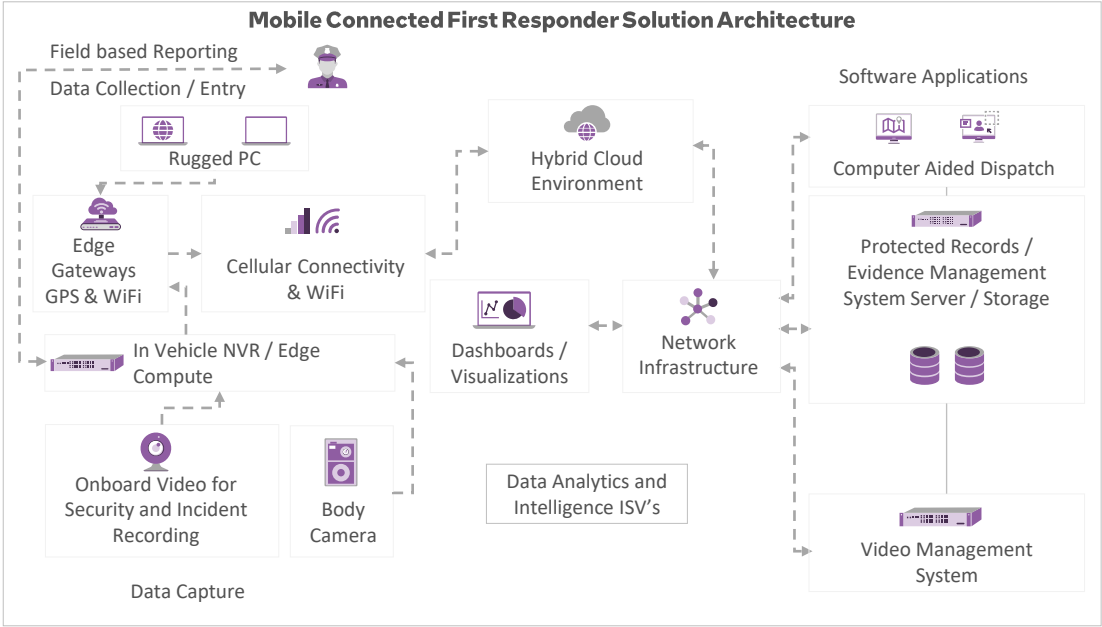 Mobile Connected First Responder Solution Architecture
Field based Reporting
Data Collection / Entry
Rugged PC
Edge
Gateways
GPS & WiFi
Cellular Connectivity
& WiFi
In Vehicle NVR / Edge
Compute
Onboard Video for
Security and Incident
Recording
Body
Camera
Data Capture
Hybrid Cloud
Environment
Dashboards /
Visualizations
Network
Infrastructure
Data Analytics and
Intelligence ISV's
Software Applications
Computer Aided Dispatch
Protected Records /
Evidence Management
System Server / Storage
Video Management
System